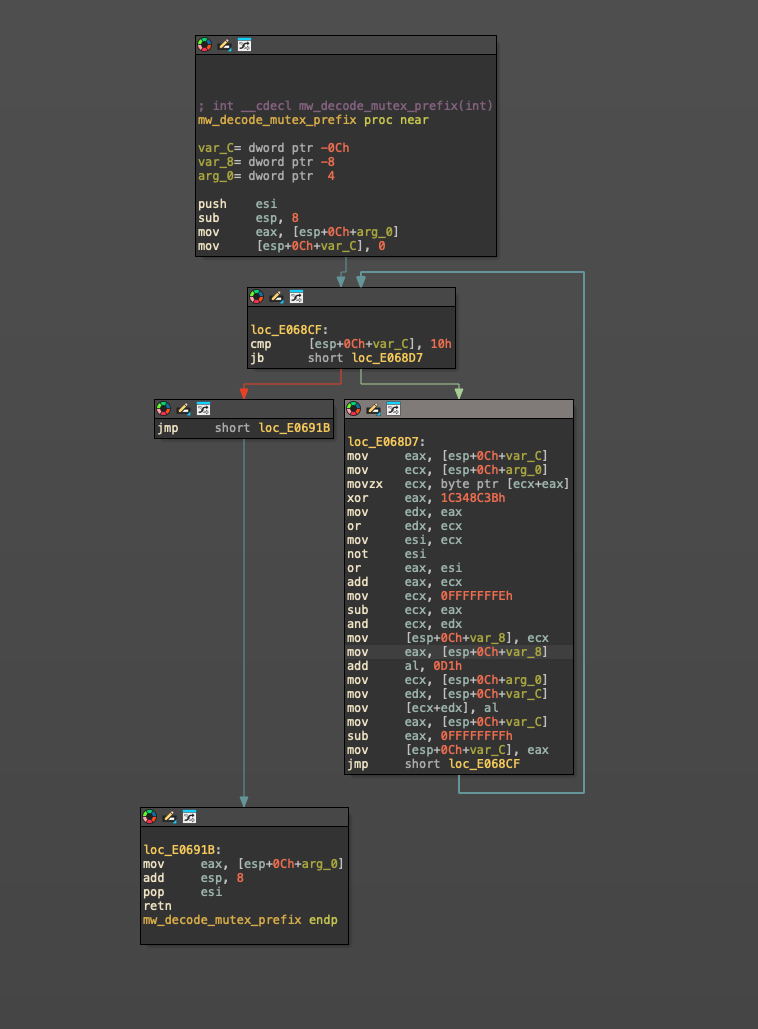 ; int __cdecl mw_decode_mutex_prefix(int)
mw_decode_mutex_prefix proc near
var_C= dword ptr -0Ch
var_8= dword ptr -8
arg_0= dword ptr  4
push    esi
sub     esp, 8
mov     eax, [esp+0Ch+arg_0]
mov     [esp+0Ch+var_C], 0
loc_E068CF:
cmp     [esp+0Ch+var_C], 10h
jb      short loc_E068D7
jmp     short loc_E0691B
loc_E068D7:
mov     eax, [esp+0Ch+var_C]
mov     ecx, [esp+0Ch+arg_0]
movzx   ecx, byte ptr [ecx+eax]
xor     eax, 1C348C3Bh
mov     edx, eax
or      edx, ecx
mov     esi, ecx
not     esi
or      eax, esi
add     eax, ecx
mov     ecx, 0FFFFFFFEh
sub     ecx, eax
and     ecx, edx
mov     [esp+0Ch+var_8], ecx
mov     eax, [esp+0Ch+var_8]
add     al, 0D1h
mov     ecx, [esp+0Ch+arg_0]
mov     edx, [esp+0Ch+var_C]
mov     [ecx+edx], al
mov     eax, [esp+0Ch+var_C]
sub     eax, 0FFFFFFFFh
mov     [esp+0Ch+var_C], eax
jmp     short loc_E068CF
loc_E0691B:
mov     eax, [esp+0Ch+arg_0]
add     esp, 8
pop     esi
retn
mw_decode_mutex_prefix endp